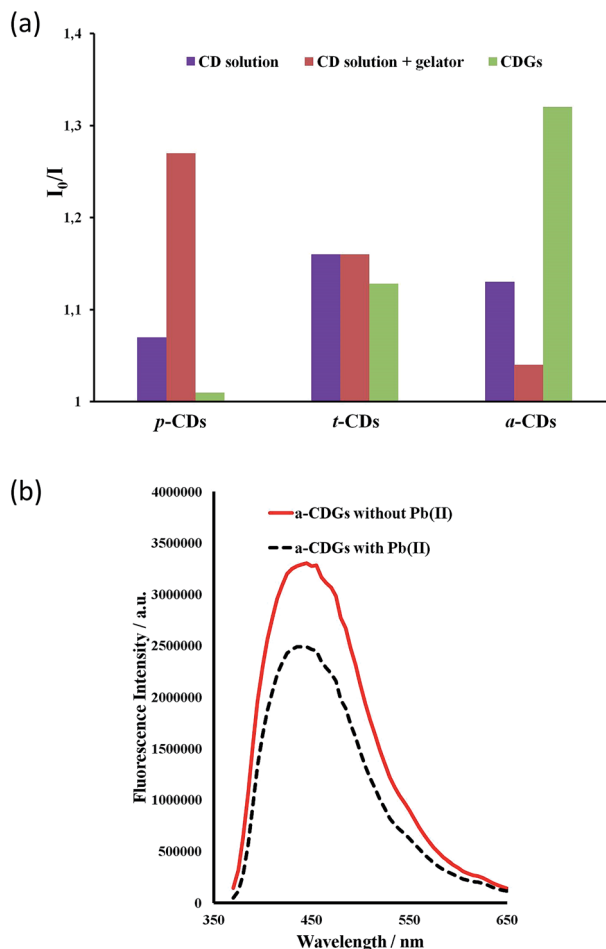 (a)
1,4
CD solution CD solution + gelator CDGs
1,3
I0/I
1,2
1,1
1
p-CDs t-CDs a-CDs
(b)
4000000
a-CDGs without Pb(II)
3500000
a-CDGs with Pb(II)
3000000
2500000
2000000
1500000
1000000
500000
0
Fluorescence Intensity / a.u.
350 450 550 650
Wavelength / nm